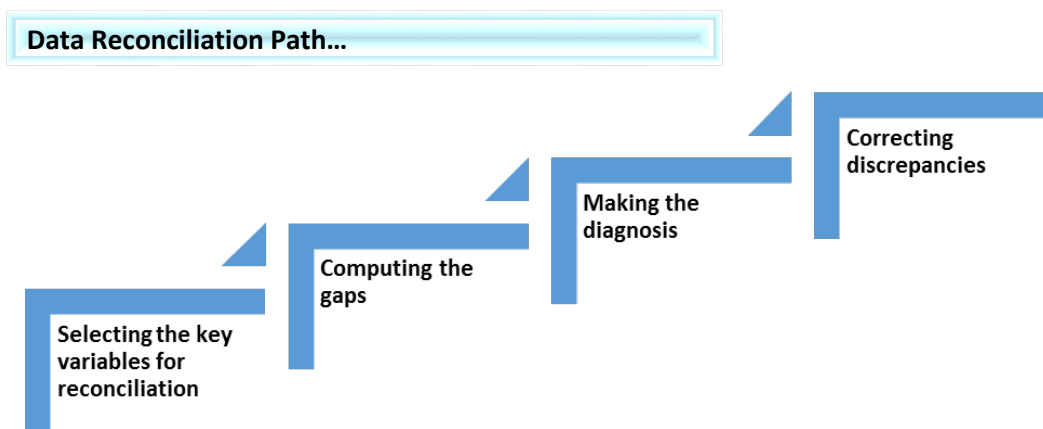 Data Reconciliation Path...
Selecting the key
variables for
reconciliation
Computing the
gaps
Making the
diagnosis
Correcting
discrepancies